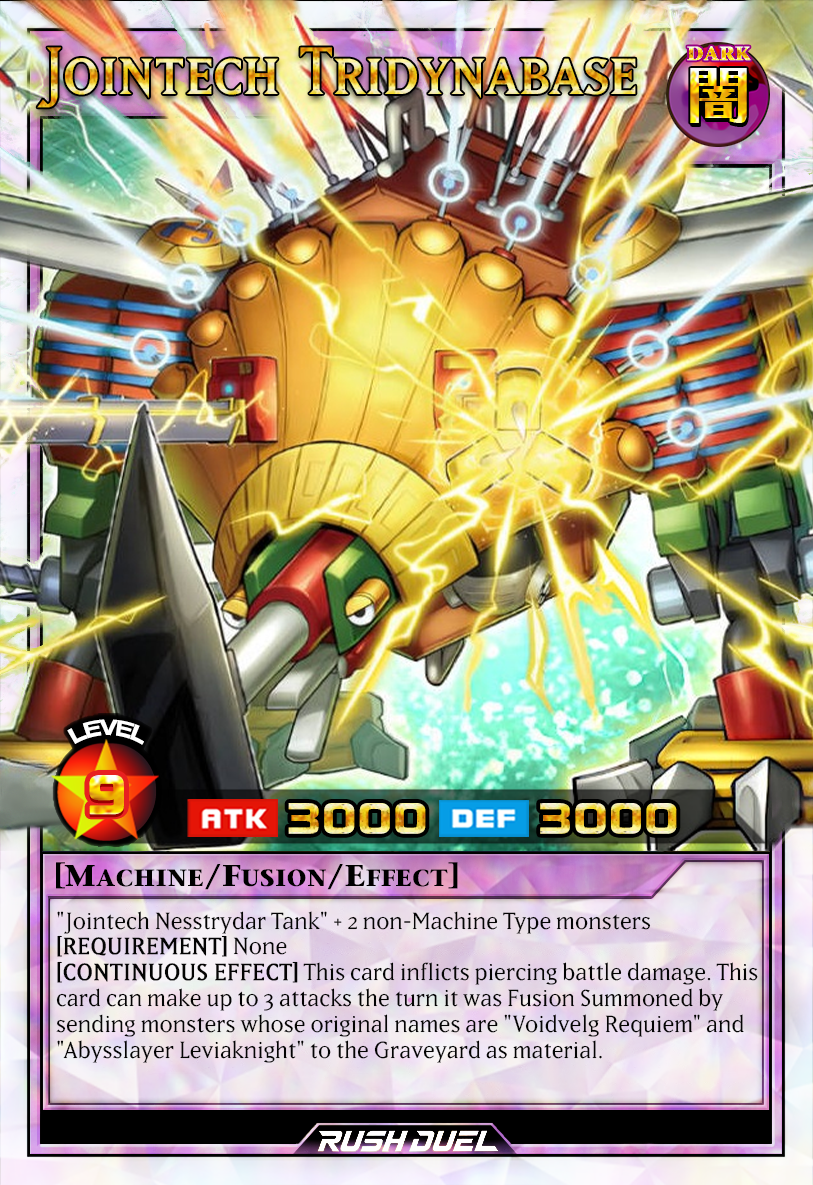 Jointech Tridynabase
DARK
闇
LEVEL
9
ATK 3000 DEF 3000
[Machine/Fusion/Effect]
"Jointech Nesstrydar Tank" + 2 non-Machine Type monsters
[REQUIREMENT] None
[CONTINUOUS EFFECT] This card inflicts piercing battle damage. This
card can make up to 3 attacks the turn it was Fusion Summoned by
sending monsters whose original names are "Voidvelg Requiem" and
"Abysslayer Leviaknight" to the Graveyard as material.
RUSH DUEL